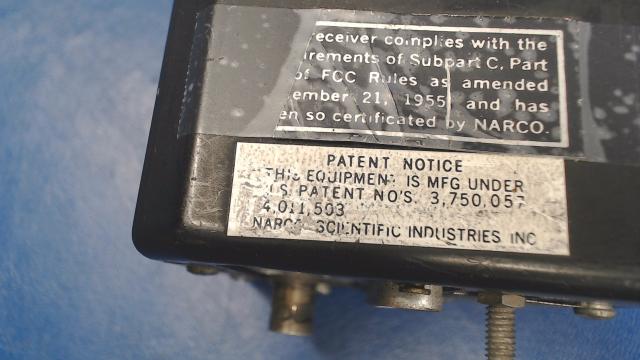 eceiver complies with the
irements of Subpart C, Part
of FCC Rules as amended
ember 21, 1955 and has
en so certificated by NARCO.
PATENT NOTICE
THIS EQUIPMENT IS MFG UNDER
U.S. PATENT NO'S. 3,750,057
4,011,503
NARCO SCIENTIFIC INDUSTRIES INC